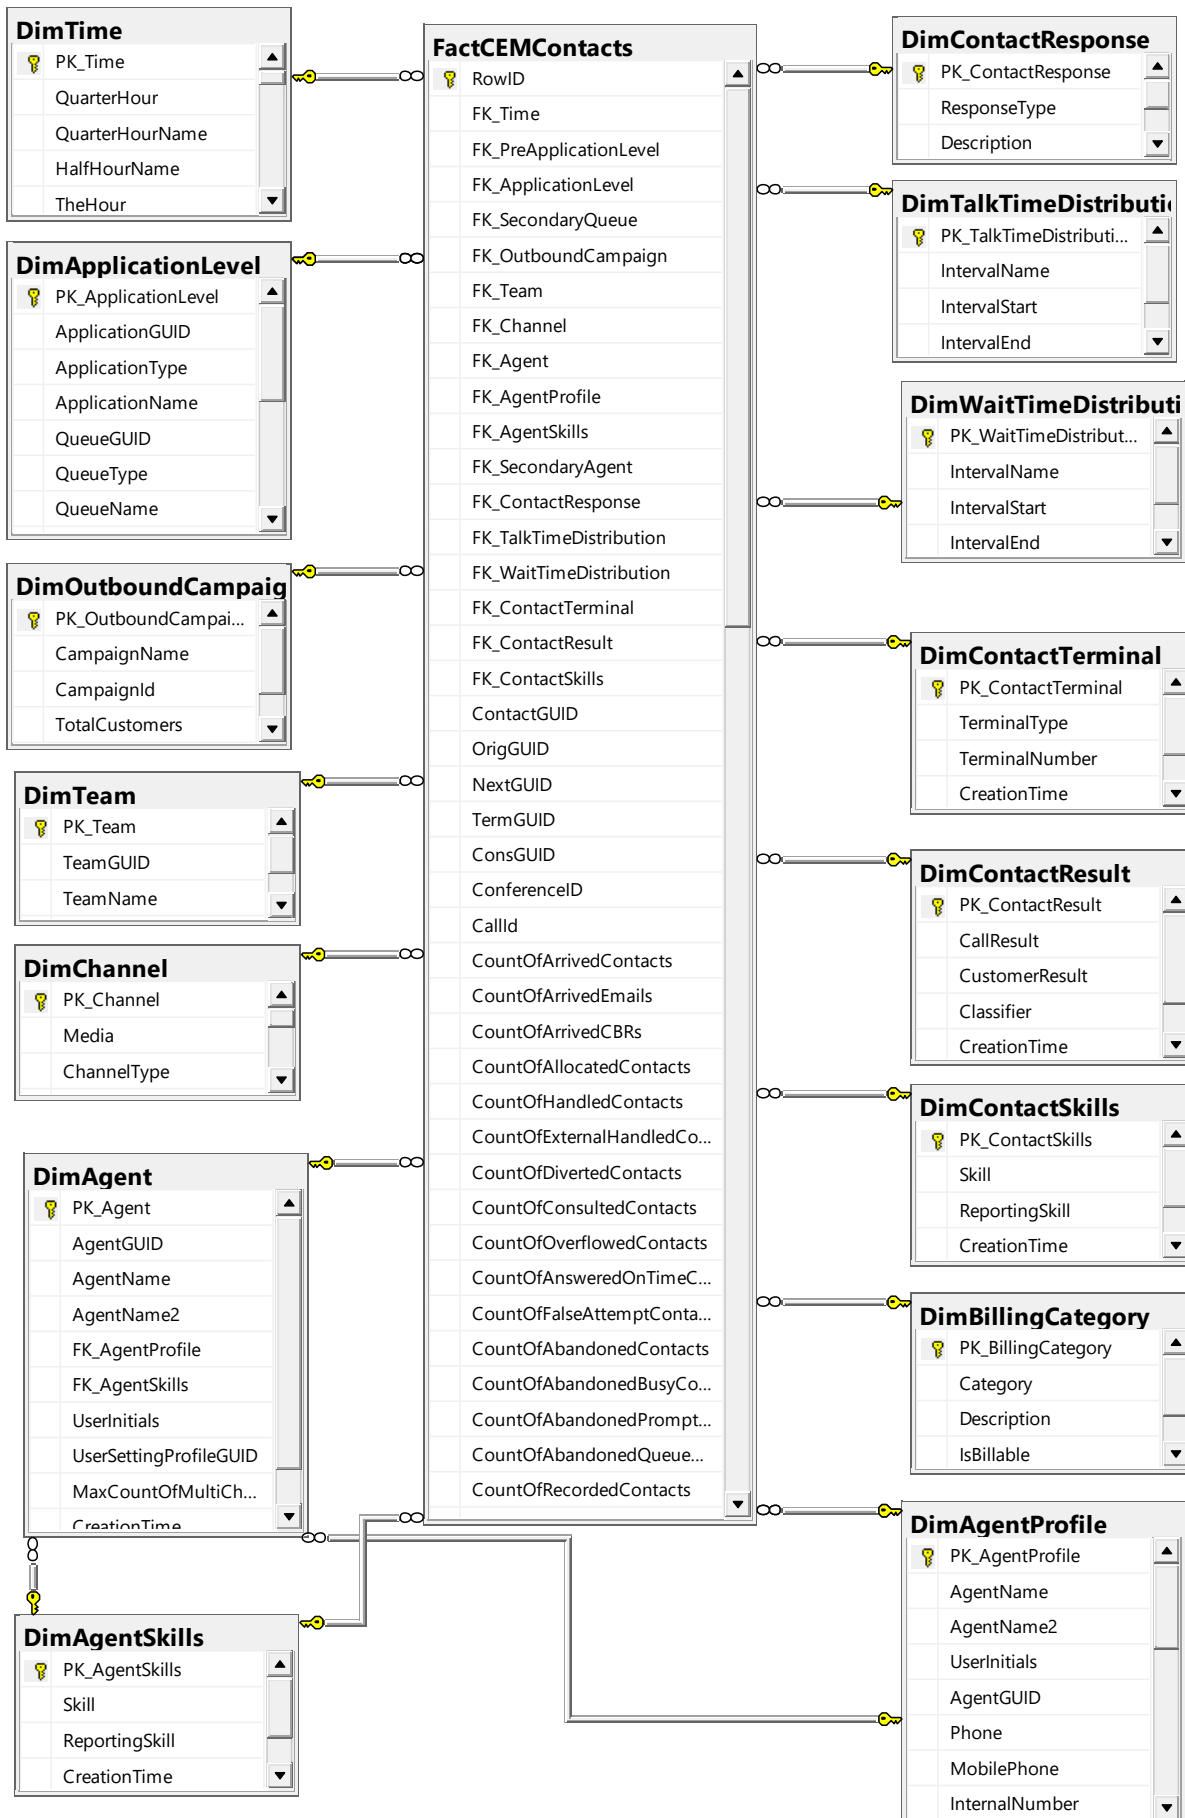 DimTime
PK_Time
QuarterHour
QuarterHourName
HalfHourName
TheHour
DimApplicationLevel
PK_ApplicationLevel
ApplicationGUID
ApplicationType
ApplicationName
QueueGUID
QueueType
QueueName
DimOutboundCampaig
PK_OutboundCampai...
CampaignName
CampaignId
TotalCustomers
DimTeam
PK_Team
TeamGUID
TeamName
DimChannel
PK_Channel
Media
ChannelType
DimAgent
PK_Agent
AgentGUID
AgentName
AgentName2
FK_AgentProfile
FK_AgentSkills
UserInitials
UserSettingProfileGUID
MaxCountOfMultiCh...
CreationTime
DimAgentSkills
PK_AgentSkills
Skill
ReportingSkill
CreationTime
FactCEMContacts
RowID
FK_Time
FK_PreApplicationLevel
FK_ApplicationLevel
FK_SecondaryQueue
FK_OutboundCampaign
FK_Team
FK_Channel
FK_Agent
FK_AgentProfile
FK_AgentSkills
FK_SecondaryAgent
FK_ContactResponse
FK_TalkTimeDistribution
FK_WaitTimeDistribution
FK_ContactTerminal
FK_ContactResult
FK_ContactSkills
ContactGUID
OrigGUID
NextGUID
TermGUID
ConsGUID
ConferenceID
CallId
CountOfArrivedContacts
CountOfArrivedEmails
CountOfArrivedCBRs
CountOfAllocatedContacts
CountOfHandledContacts
CountOfExternalHandledCo...
CountOfDivertedContacts
CountOfConsultedContacts
CountOfOverflowedContacts
CountOfAnsweredOnTimeC...
CountOfFalseAttemptConta...
CountOfAbandonedContacts
CountOfAbandonedBusyCo...
CountOfAbandonedPrompt...
CountOfAbandonedQueue...
CountOfRecordedContacts
DimContactResponse
PK_ContactResponse
ResponseType
Description
DimTalkTimeDistributi
PK_TalkTimeDistributi...
IntervalName
IntervalStart
IntervalEnd
DimWaitTimeDistributi
PK_WaitTimeDistribut...
IntervalName
IntervalStart
IntervalEnd
DimContactTerminal
PK_ContactTerminal
TerminalType
TerminalNumber
CreationTime
DimContactResult
PK_ContactResult
CallResult
CustomerResult
Classifier
CreationTime
DimContactSkills
PK_ContactSkills
Skill
ReportingSkill
CreationTime
DimBillingCategory
PK_BillingCategory
Category
Description
IsBillable
DimAgentProfile
PK_AgentProfile
AgentName
AgentName2
UserInitials
AgentGUID
Phone
MobilePhone
InternalNumber